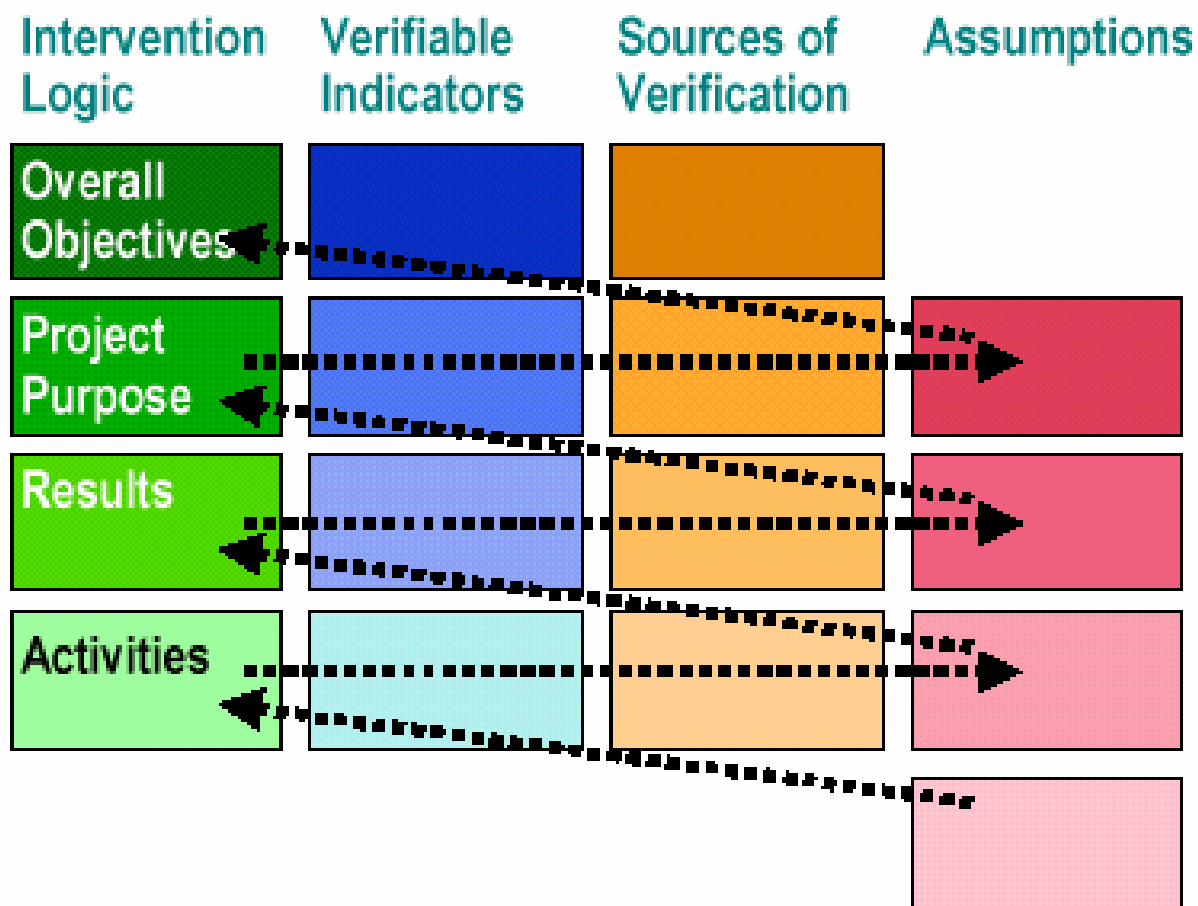 Intervention Logic
Verifiable Indicators
Sources of Verification
Assumptions
Overall
Objectives
Project
Purpose
Results
Activities